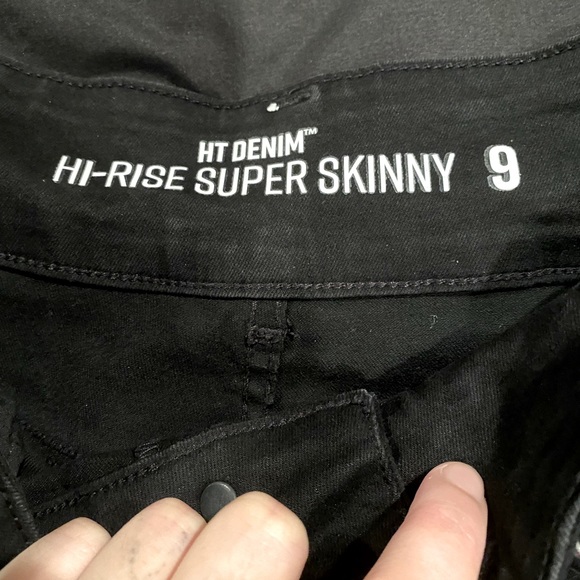 HT DENIM™
HI-RISE SUPER SKINNY 9